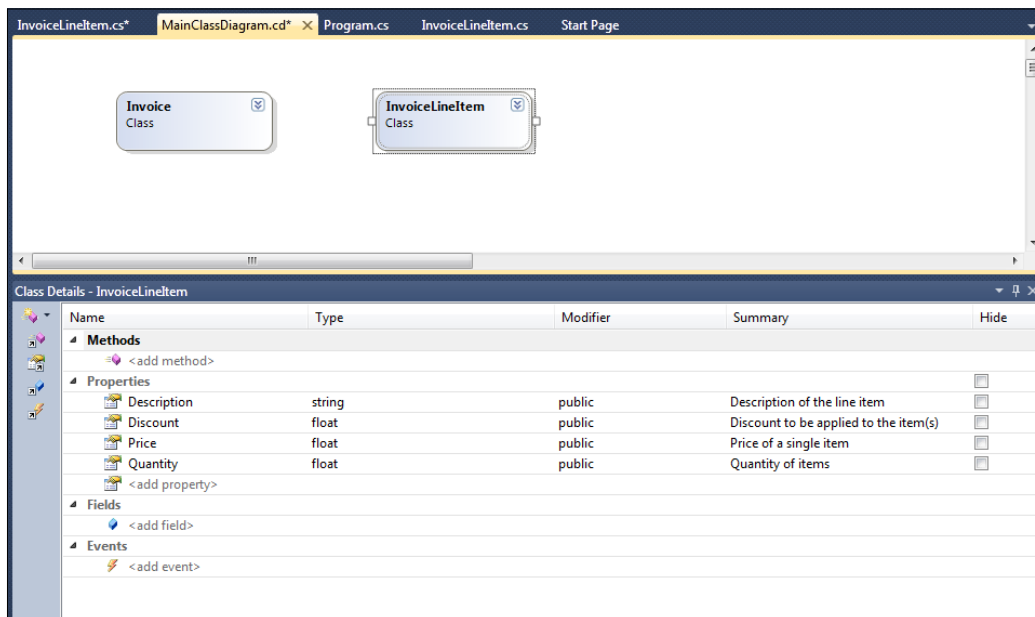 InvoiceLineItem.cs* MainClassDiagram.cd* Program.cs InvoiceLineItem.cs Start Page
Invoice
Class
InvoiceLineItem
Class
Class Details - InvoiceLineItem
Name Type Modifier Summary Hide
Methods
<add method>
Properties
Description string public Description of the line item
Discount float public Discount to be applied to the item(s)
Price float public Price of a single item
Quantity float public Quantity of items
<add property>
Fields
<add field>
Events
<add event>